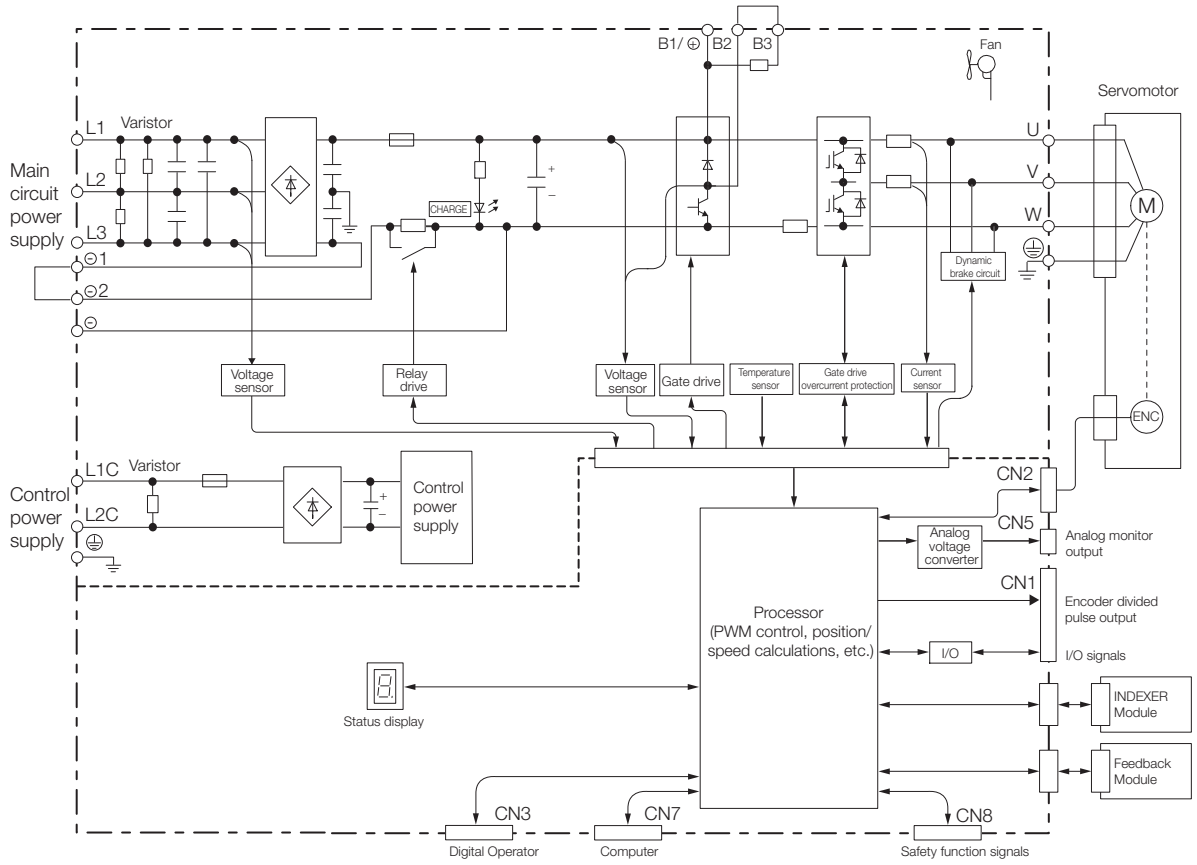 B1/ ⊕ B2 B3
Fan
Servomotor
L1 Varistor
U
Main
circuit
power
supply
L2
V
CHARGE
+
–
M
L3
W
⊖1
Dynamic
brake circuit
⊖2
⊖
Voltage
sensor
Relay
drive
Voltage
sensor
Gate drive
Temperature
sensor
Gate drive
overcurrent protection
Current
sensor
ENC
L1C Varistor
Control
power
supply
L2C
+
–
Control
power
supply
CN2
CN5
Analog
voltage
converter
Analog monitor
output
CN1
Processor
(PWM control, position/
speed calculations, etc.)
Encoder divided
pulse output
I/O
I/O signals
8.
Status display
INDEXER
Module
Feedback
Module
CN3
CN7
CN8
Digital Operator
Computer
Safety function signals